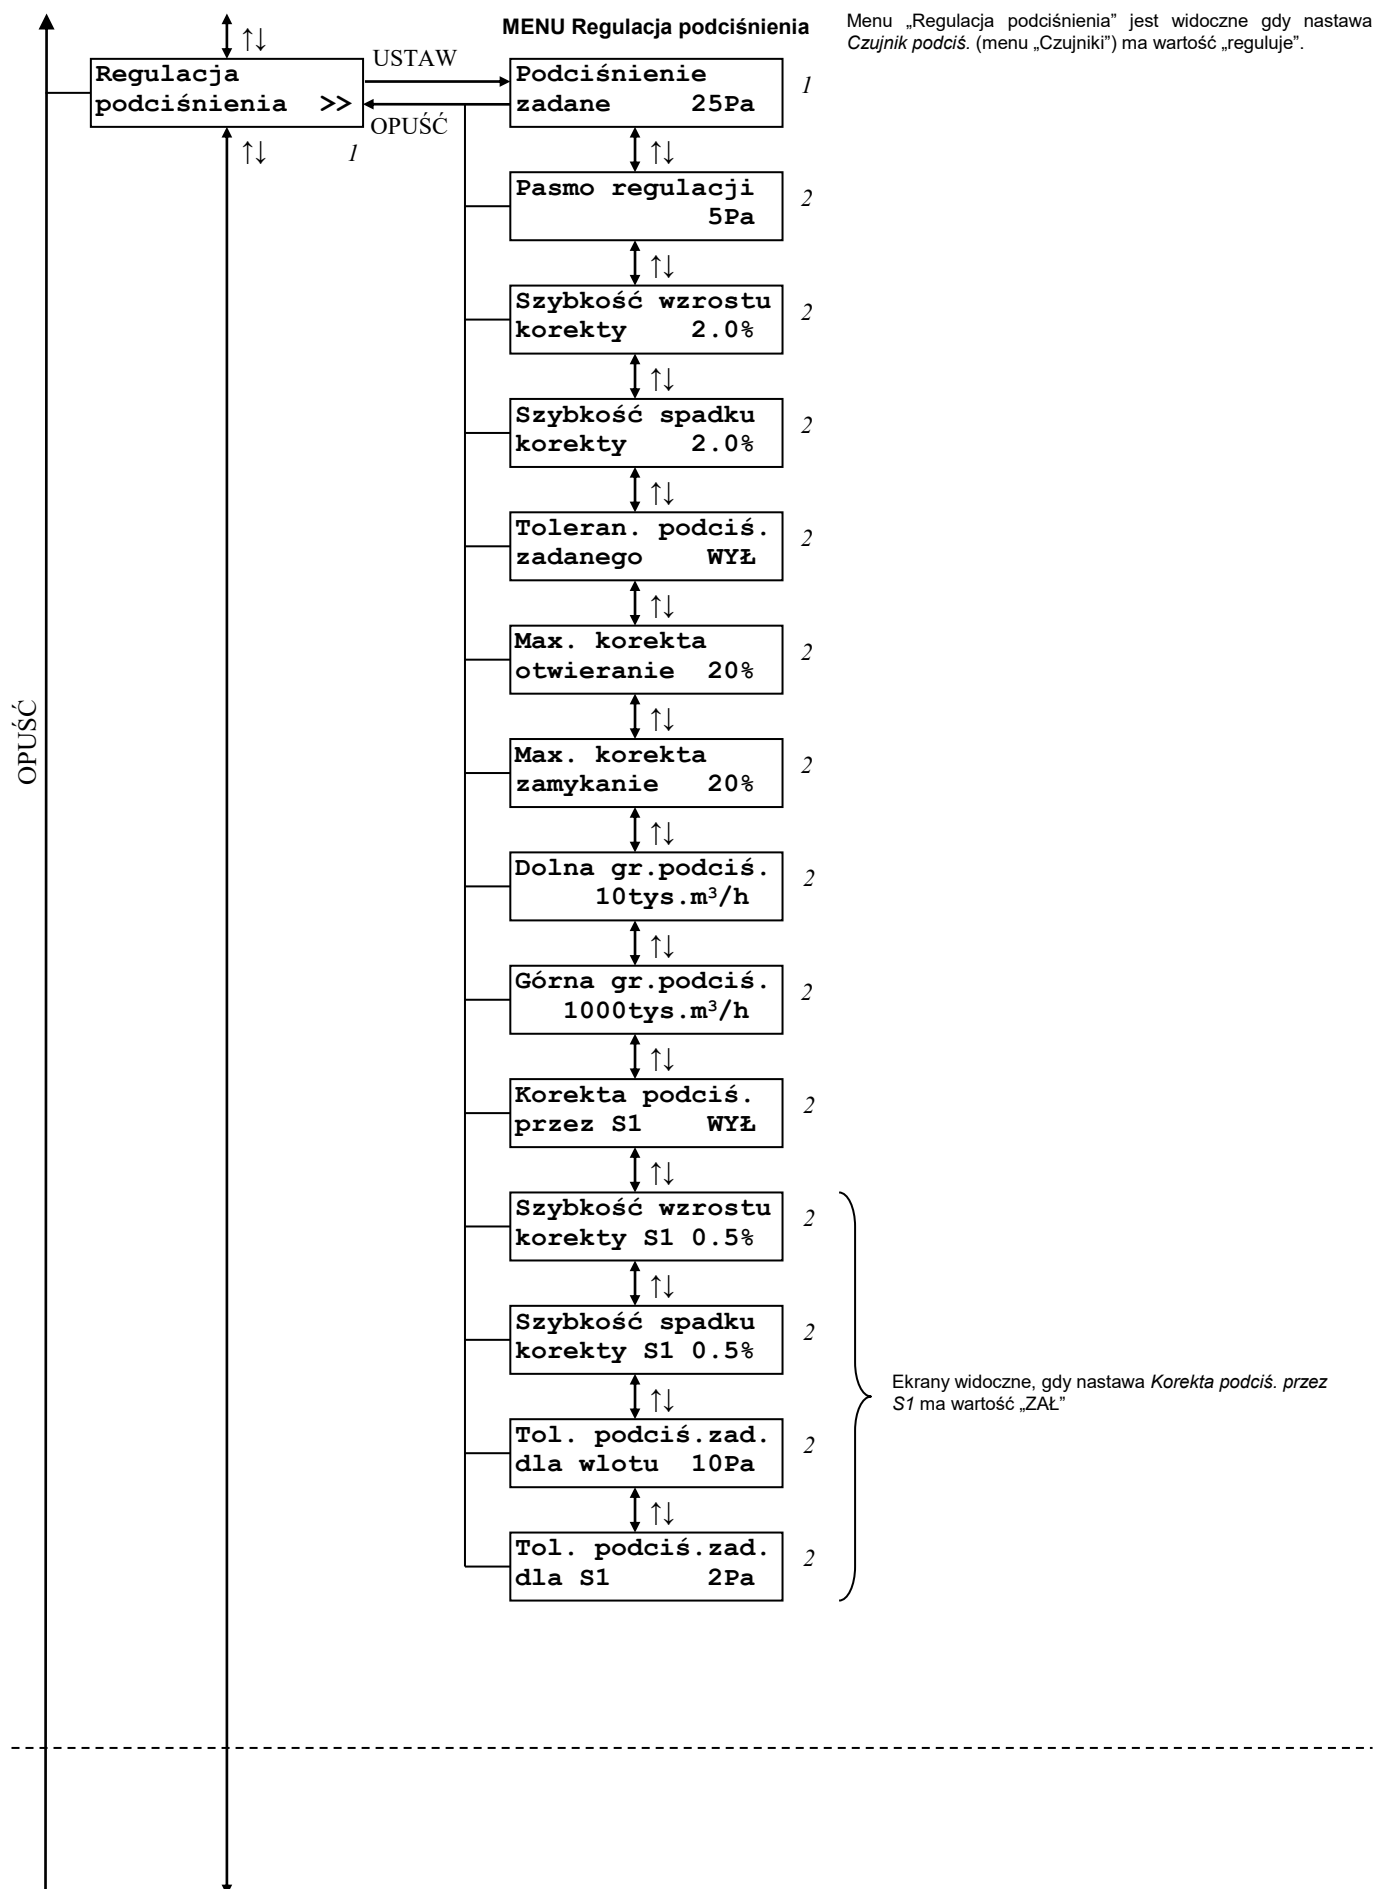 MENU Regulacja podciśnienia
Menu „Regulacja podciśnienia” jest widoczne gdy nastawa
Czujnik podciś. (menu „Czujniki”) ma wartość „reguluje”.
↑↓
Regulacja
podciśnienia >>
USTAW
OPUŚĆ
↑↓
1
Podciśnienie
zadane 25Pa
1
↑↓
Pasmo regulacji
5Pa
2
↑↓
Szybkość wzrostu
korekty 2.0%
2
↑↓
Szybkość spadku
korekty 2.0%
2
↑↓
Toleran. podciś.
zadanego WYŁ
2
↑↓
Max. korekta
otwieranie 20%
2
↑↓
OPUŚĆ
Max. korekta
zamykanie 20%
2
↑↓
Dolna gr.podciś.
10tys.m³/h
2
↑↓
Górna gr.podciś.
1000tys.m³/h
2
↑↓
Korekta podciś.
przez S1 WYŁ
2
↑↓
Szybkość wzrostu
korekty S1 0.5%
2
↑↓
Szybkość spadku
korekty S1 0.5%
2
↑↓
Ekrany widoczne, gdy nastawa Korekta podciś. przez
S1 ma wartość „ZAŁ”
Tol. podciś.zad.
dla wlotu 10Pa
2
↑↓
Tol. podciś.zad.
dla S1 2Pa
2